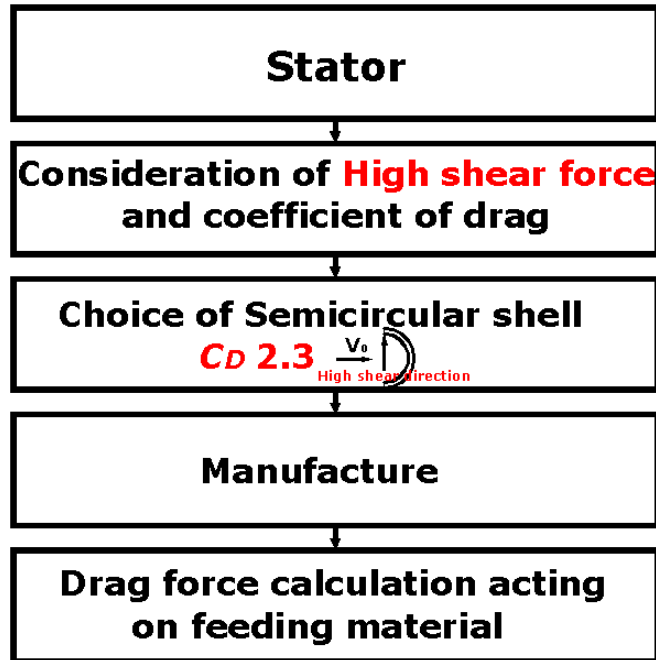 Stator
Consideration of High shear force
and coefficient of drag
Choice of Semicircular shell
CD 2.3 V₀
High shear direction
Manufacture
Drag force calculation acting
on feeding material